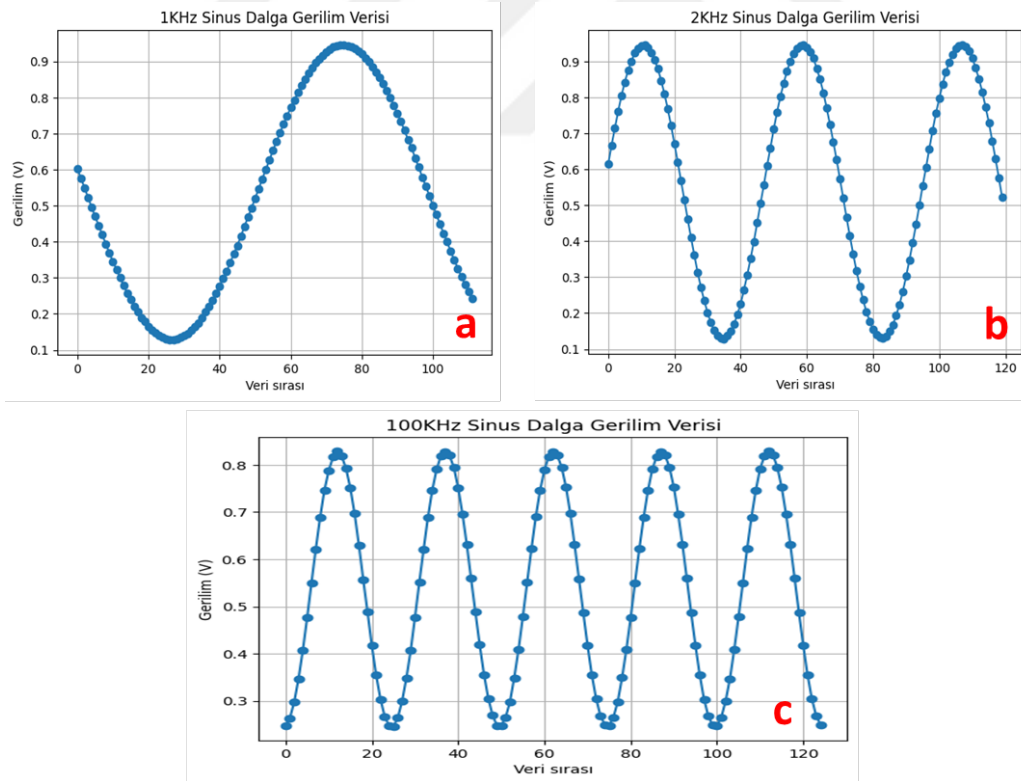 1KHz Sinus Dalga Gerilim Verisi
0.9
0.8
0.7
0.6
0.5
0.4
0.3
0.2
0.1
Gerilim (V)
0 20 40 60 80 100
Veri sırası
a
2KHz Sinus Dalga Gerilim Verisi
0.9
0.8
0.7
0.6
0.5
0.4
0.3
0.2
0.1
Gerilim (V)
0 20 40 60 80 100 120
Veri sırası
b
100KHz Sinus Dalga Gerilim Verisi
0.8
0.7
0.6
0.5
0.4
0.3
Gerilim (V)
0 20 40 60 80 100 120
Veri sırası
c